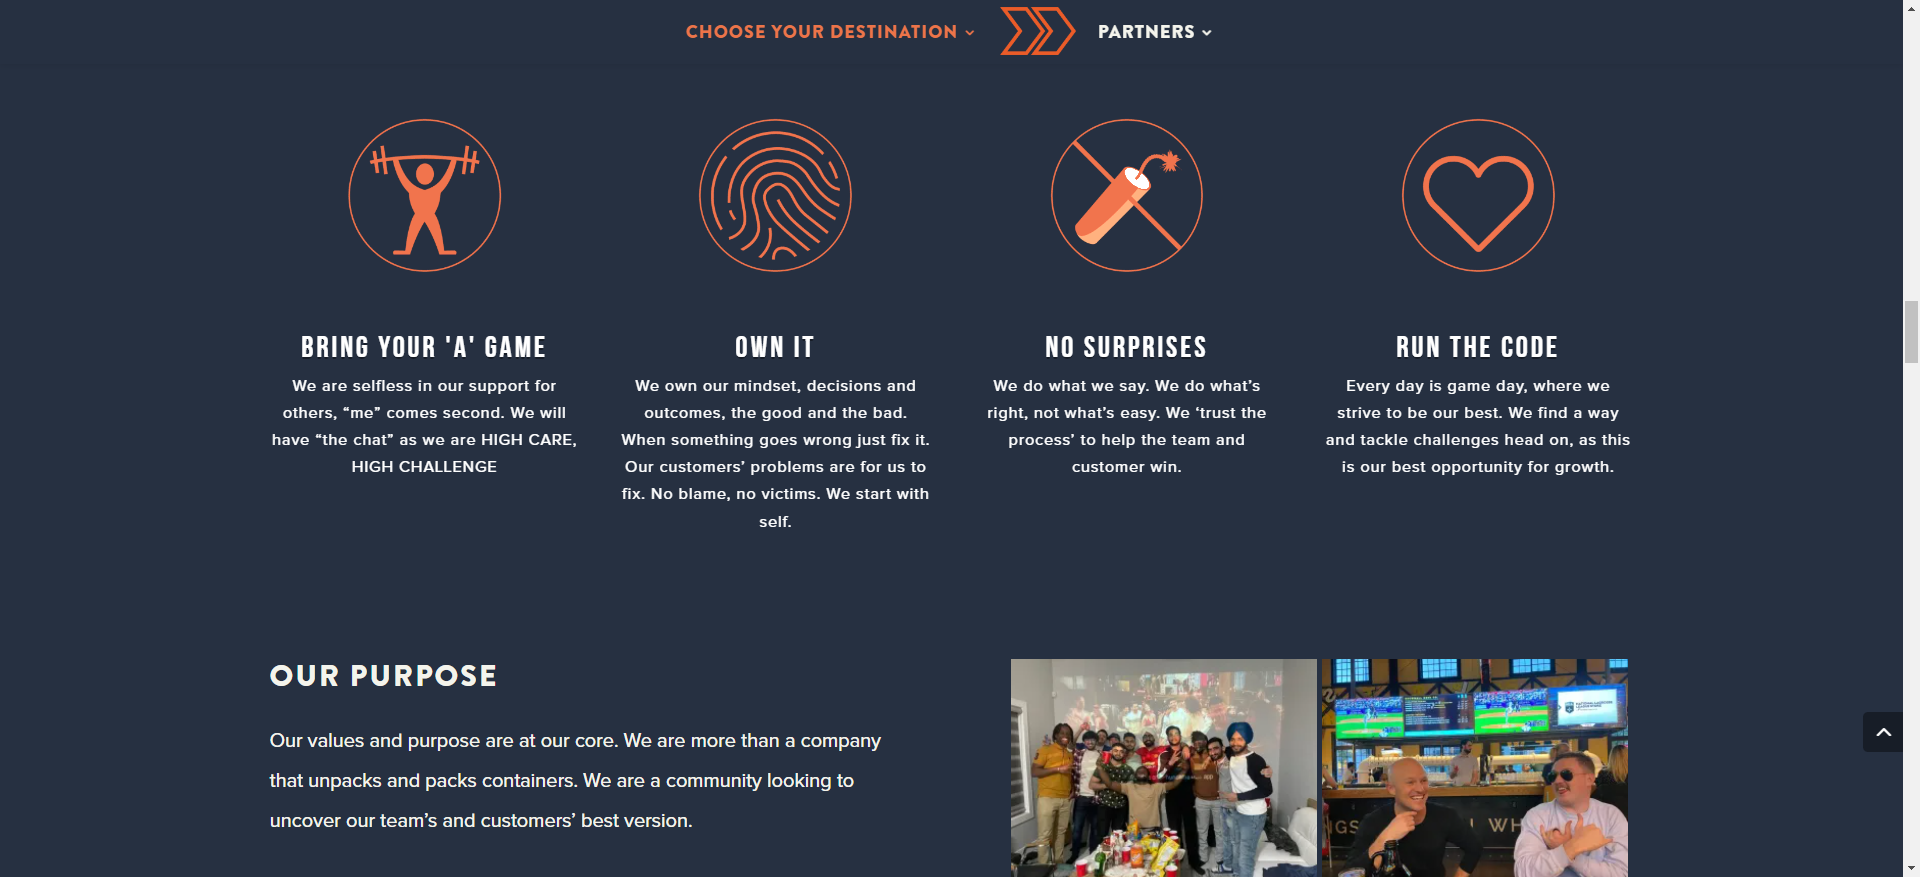 CHOOSE YOUR DESTINATION
PARTNERS
BRING YOUR 'A' GAME
We are selfless in our support for
others, “me” comes second. We will
have “the chat” as we are HIGH CARE,
HIGH CHALLENGE
OWN IT
We own our mindset, decisions and
outcomes, the good and the bad.
When something goes wrong just fix it.
Our customers’ problems are for us to
fix. No blame, no victims. We start with
self.
NO SURPRISES
We do what we say. We do what’s
right, not what’s easy. We ‘trust the
process’ to help the team and
customer win.
RUN THE CODE
Every day is game day, where we
strive to be our best. We find a way
and tackle challenges head on, as this
is our best opportunity for growth.
OUR PURPOSE
Our values and purpose are at our core. We are more than a company
that unpacks and packs containers. We are a community looking to
uncover our team’s and customers’ best version.